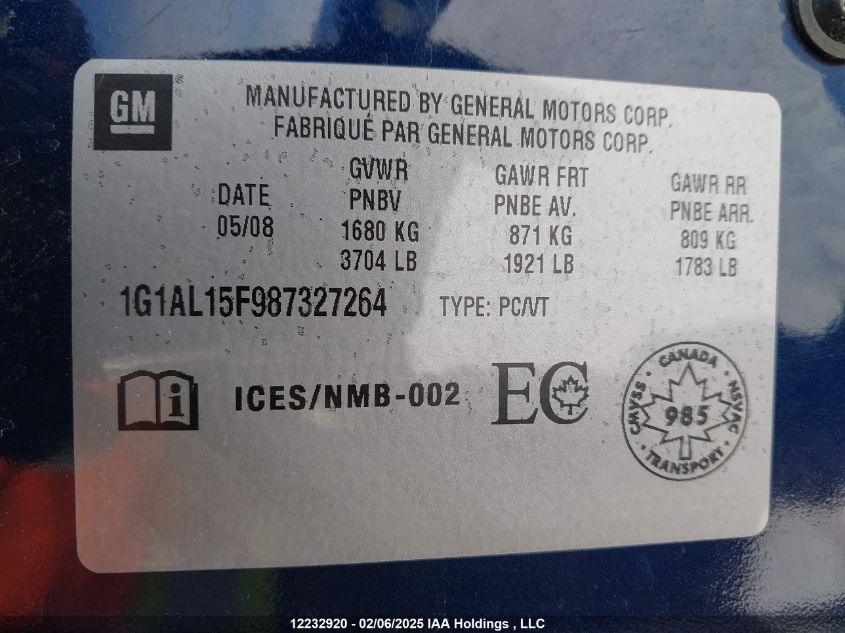 GM
MANUFACTURED BY GENERAL MOTORS CORP.
FABRIQUÉ PAR GENERAL MOTORS CORP.
DATE
05/08
GVWR
PNBV
1680 KG
3704 LB
GAWR FRT
PNBE AV.
871 KG
1921 LB
GAWR RR
PNBE ARR.
809 KG
1783 LB
1G1AL15F987327264 TYPE: PC/VT
i ICES/NMB-002 EC
CANADA
CMVSS 985 NSVAC
TRANSPORT
12232920 - 02/06/2025 IAA Holdings , LLC